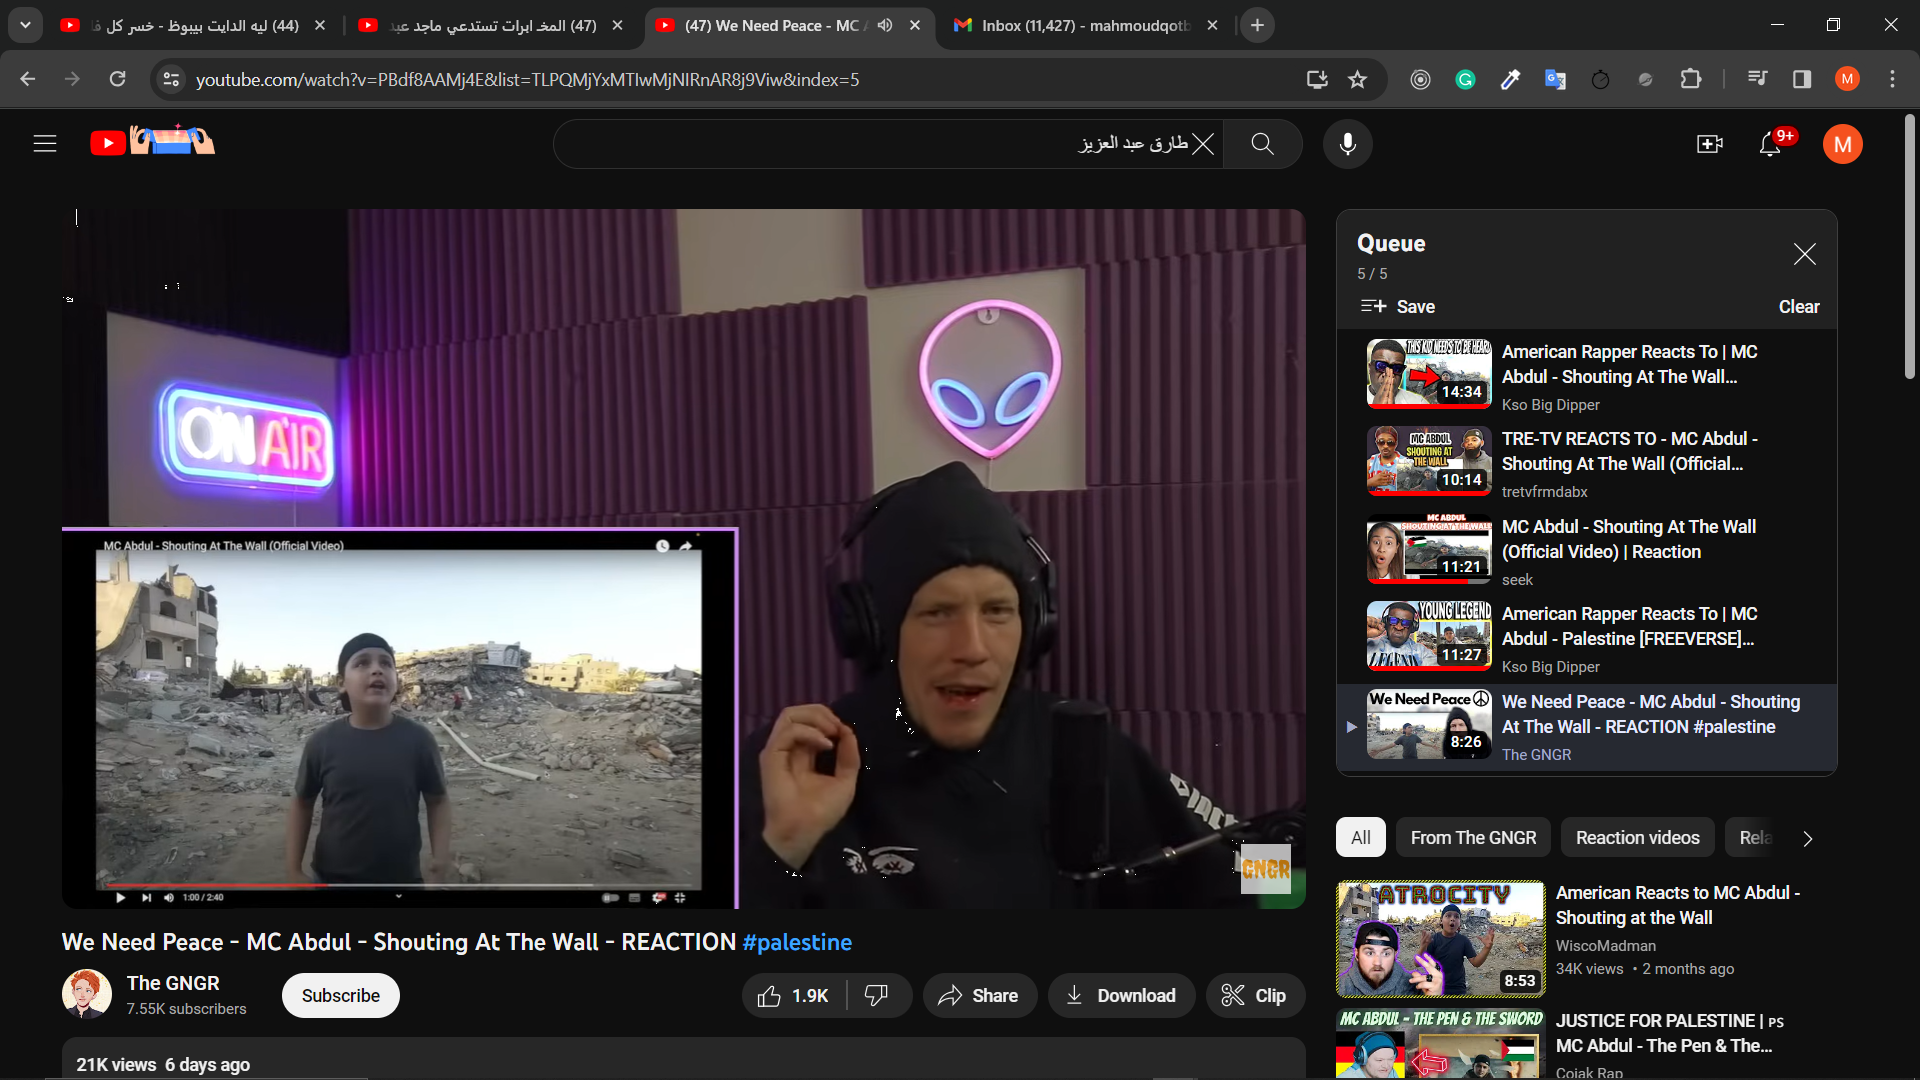 (44) ليه الدايت بيبوظ - خسر كل
(47) المخـ ابرات تستدعي ماجد عبد
(47) We Need Peace - MC
Inbox (11,427) - mahmoudqotb
youtube.com/watch?v=PBdf8AAMj4E&list=TLPQMjYxMTIwMjNIRnAR8j9Viw&index=5
M
طارق عبد العزيز
9+
M
ON AIR
MC Abdul - Shouting At The Wall (Official Video)
1:00 / 2:40
GNGR
We Need Peace - MC Abdul - Shouting At The Wall - REACTION #palestine
The GNGR
7.55K subscribers
Subscribe
1.9K
Share
Download
Clip
21K views 6 days ago
Queue
5 / 5
Save
Clear
THIS KID NEEDS TO BE HEARD
14:34
American Rapper Reacts To | MC
Abdul - Shouting At The Wall...
Kso Big Dipper
MC ABDUL
SHOUTING AT
THE WALL
10:14
TRE-TV REACTS TO - MC Abdul -
Shouting At The Wall (Official...
tretvfrmdabx
MC ABDUL
SHOUTING AT THE WALL
11:21
MC Abdul - Shouting At The Wall
(Official Video) | Reaction
seek
YOUNG LEGEND
LEGEND
11:27
American Rapper Reacts To | MC
Abdul - Palestine [FREEVERSE]...
Kso Big Dipper
We Need Peace
8:26
We Need Peace - MC Abdul - Shouting
At The Wall - REACTION #palestine
The GNGR
All
From The GNGR
Reaction videos
Rela
ATROCITY
8:53
American Reacts to MC Abdul -
Shouting at the Wall
WiscoMadman
34K views • 2 months ago
MC ABDUL - THE PEN & THE SWORD
JUSTICE FOR PALESTINE | PS
MC Abdul - The Pen & The...
Cojak Rap